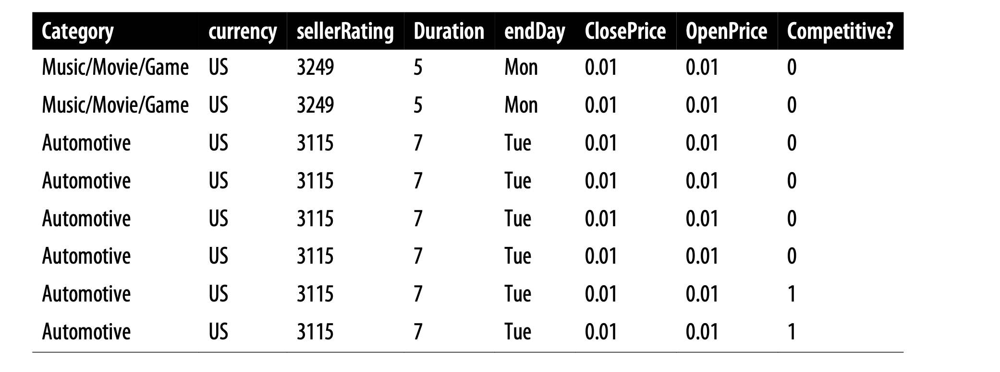 Category currency sellerRating Duration endDay ClosePrice OpenPrice Competitive?
Music/Movie/Game US 3249 5 Mon 0.01 0.01 0
Music/Movie/Game US 3249 5 Mon 0.01 0.01 0
Automotive US 3115 7 Tue 0.01 0.01 0
Automotive US 3115 7 Tue 0.01 0.01 0
Automotive US 3115 7 Tue 0.01 0.01 0
Automotive US 3115 7 Tue 0.01 0.01 0
Automotive US 3115 7 Tue 0.01 0.01 1
Automotive US 3115 7 Tue 0.01 0.01 1